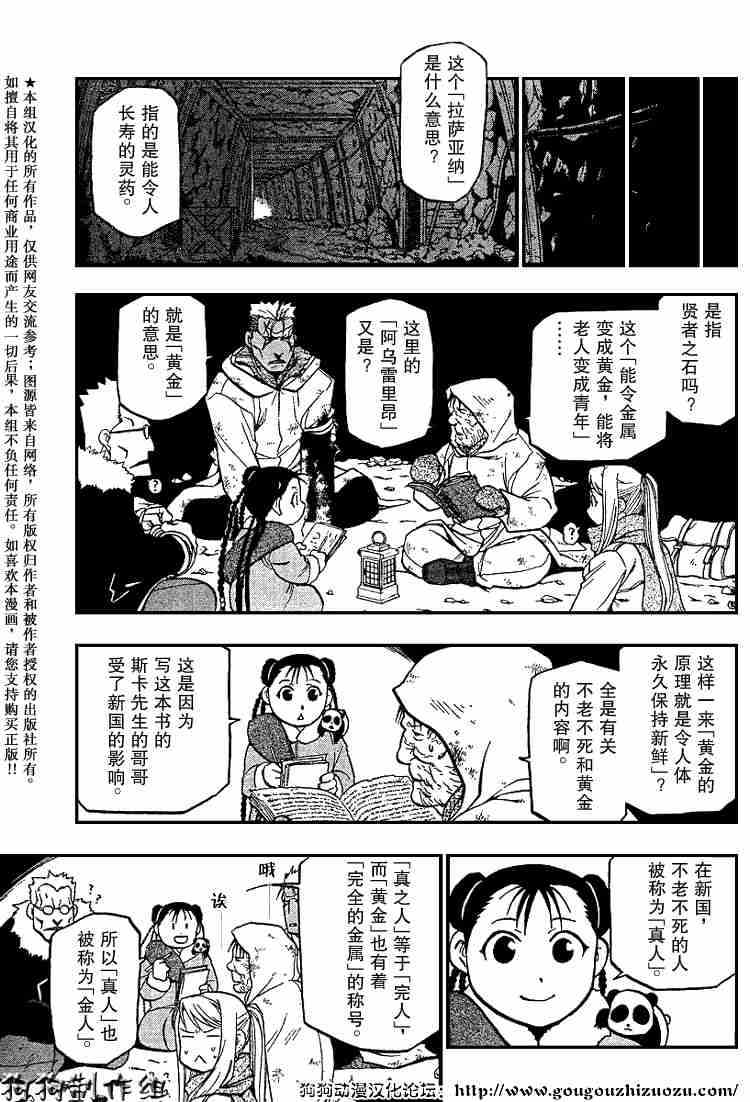 这个「拉萨亚纳」
是什么意思？
指的是能令人
长寿的灵药。
是指
贤者之石吗？
这个「能令金属
变成黄金，能将
老人变成青年」
……
这里的
「阿乌雷里昂」
又是？
就是「黄金」
的意思。
这样一来「黄金的
原理就是令人体
永久保持新鲜」？
全是有关
不老不死和黄金
的内容啊。
这是因为
写这本书的
斯卡先生的哥哥
受了新国的影响。
在新国，
不老不死的人
被称为「真人」。
「真之人」等于「完人」，
而「黄金」也有着
「完全的金属」的称号。
哦
诶
所以「真人」也
被称为「金人」。
★本组汉化的所有作品，仅供网友交流参考；图源皆来自网络，所有版权归作者和被作者授权的出版社所有。
如擅自将其用于任何商业用途而产生的一切后果，本组不负任何责任。如喜欢本漫画，请您支持购买正版！！
狗狗制作组
狗狗动漫汉化论坛：http://www.gougouzhizuozu.com/